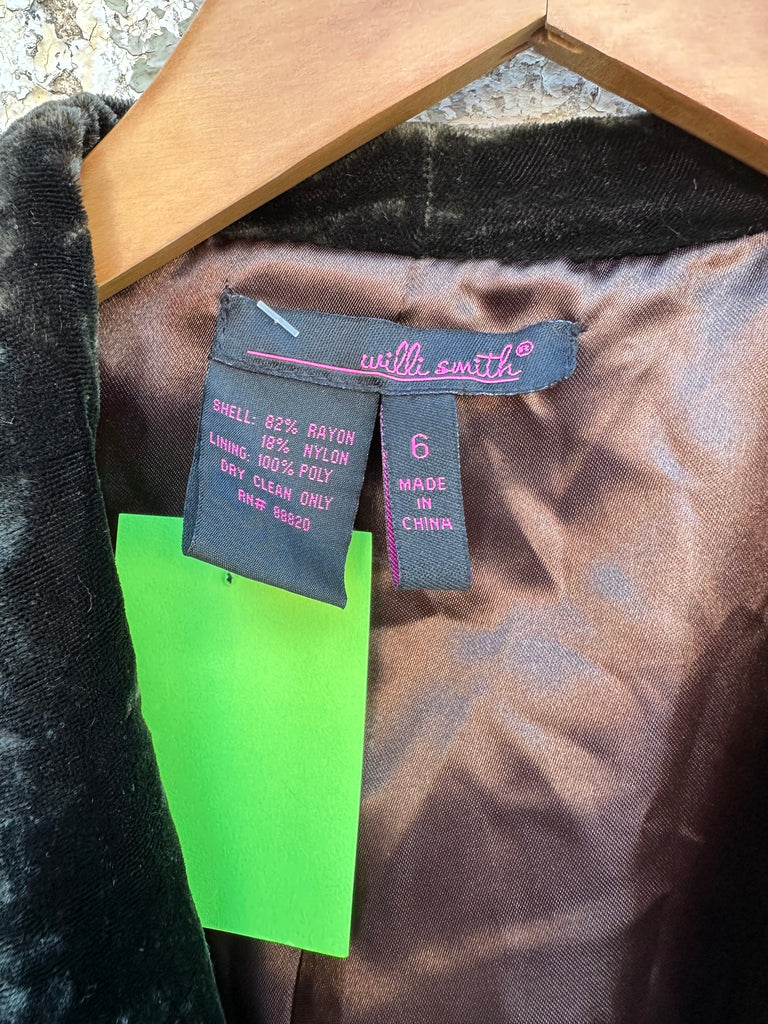 willi smith®
SHELL: 82% RAYON
18% NYLON
LINING: 100% POLY
DRY CLEAN ONLY
RN# 88820
6
MADE
IN
CHINA